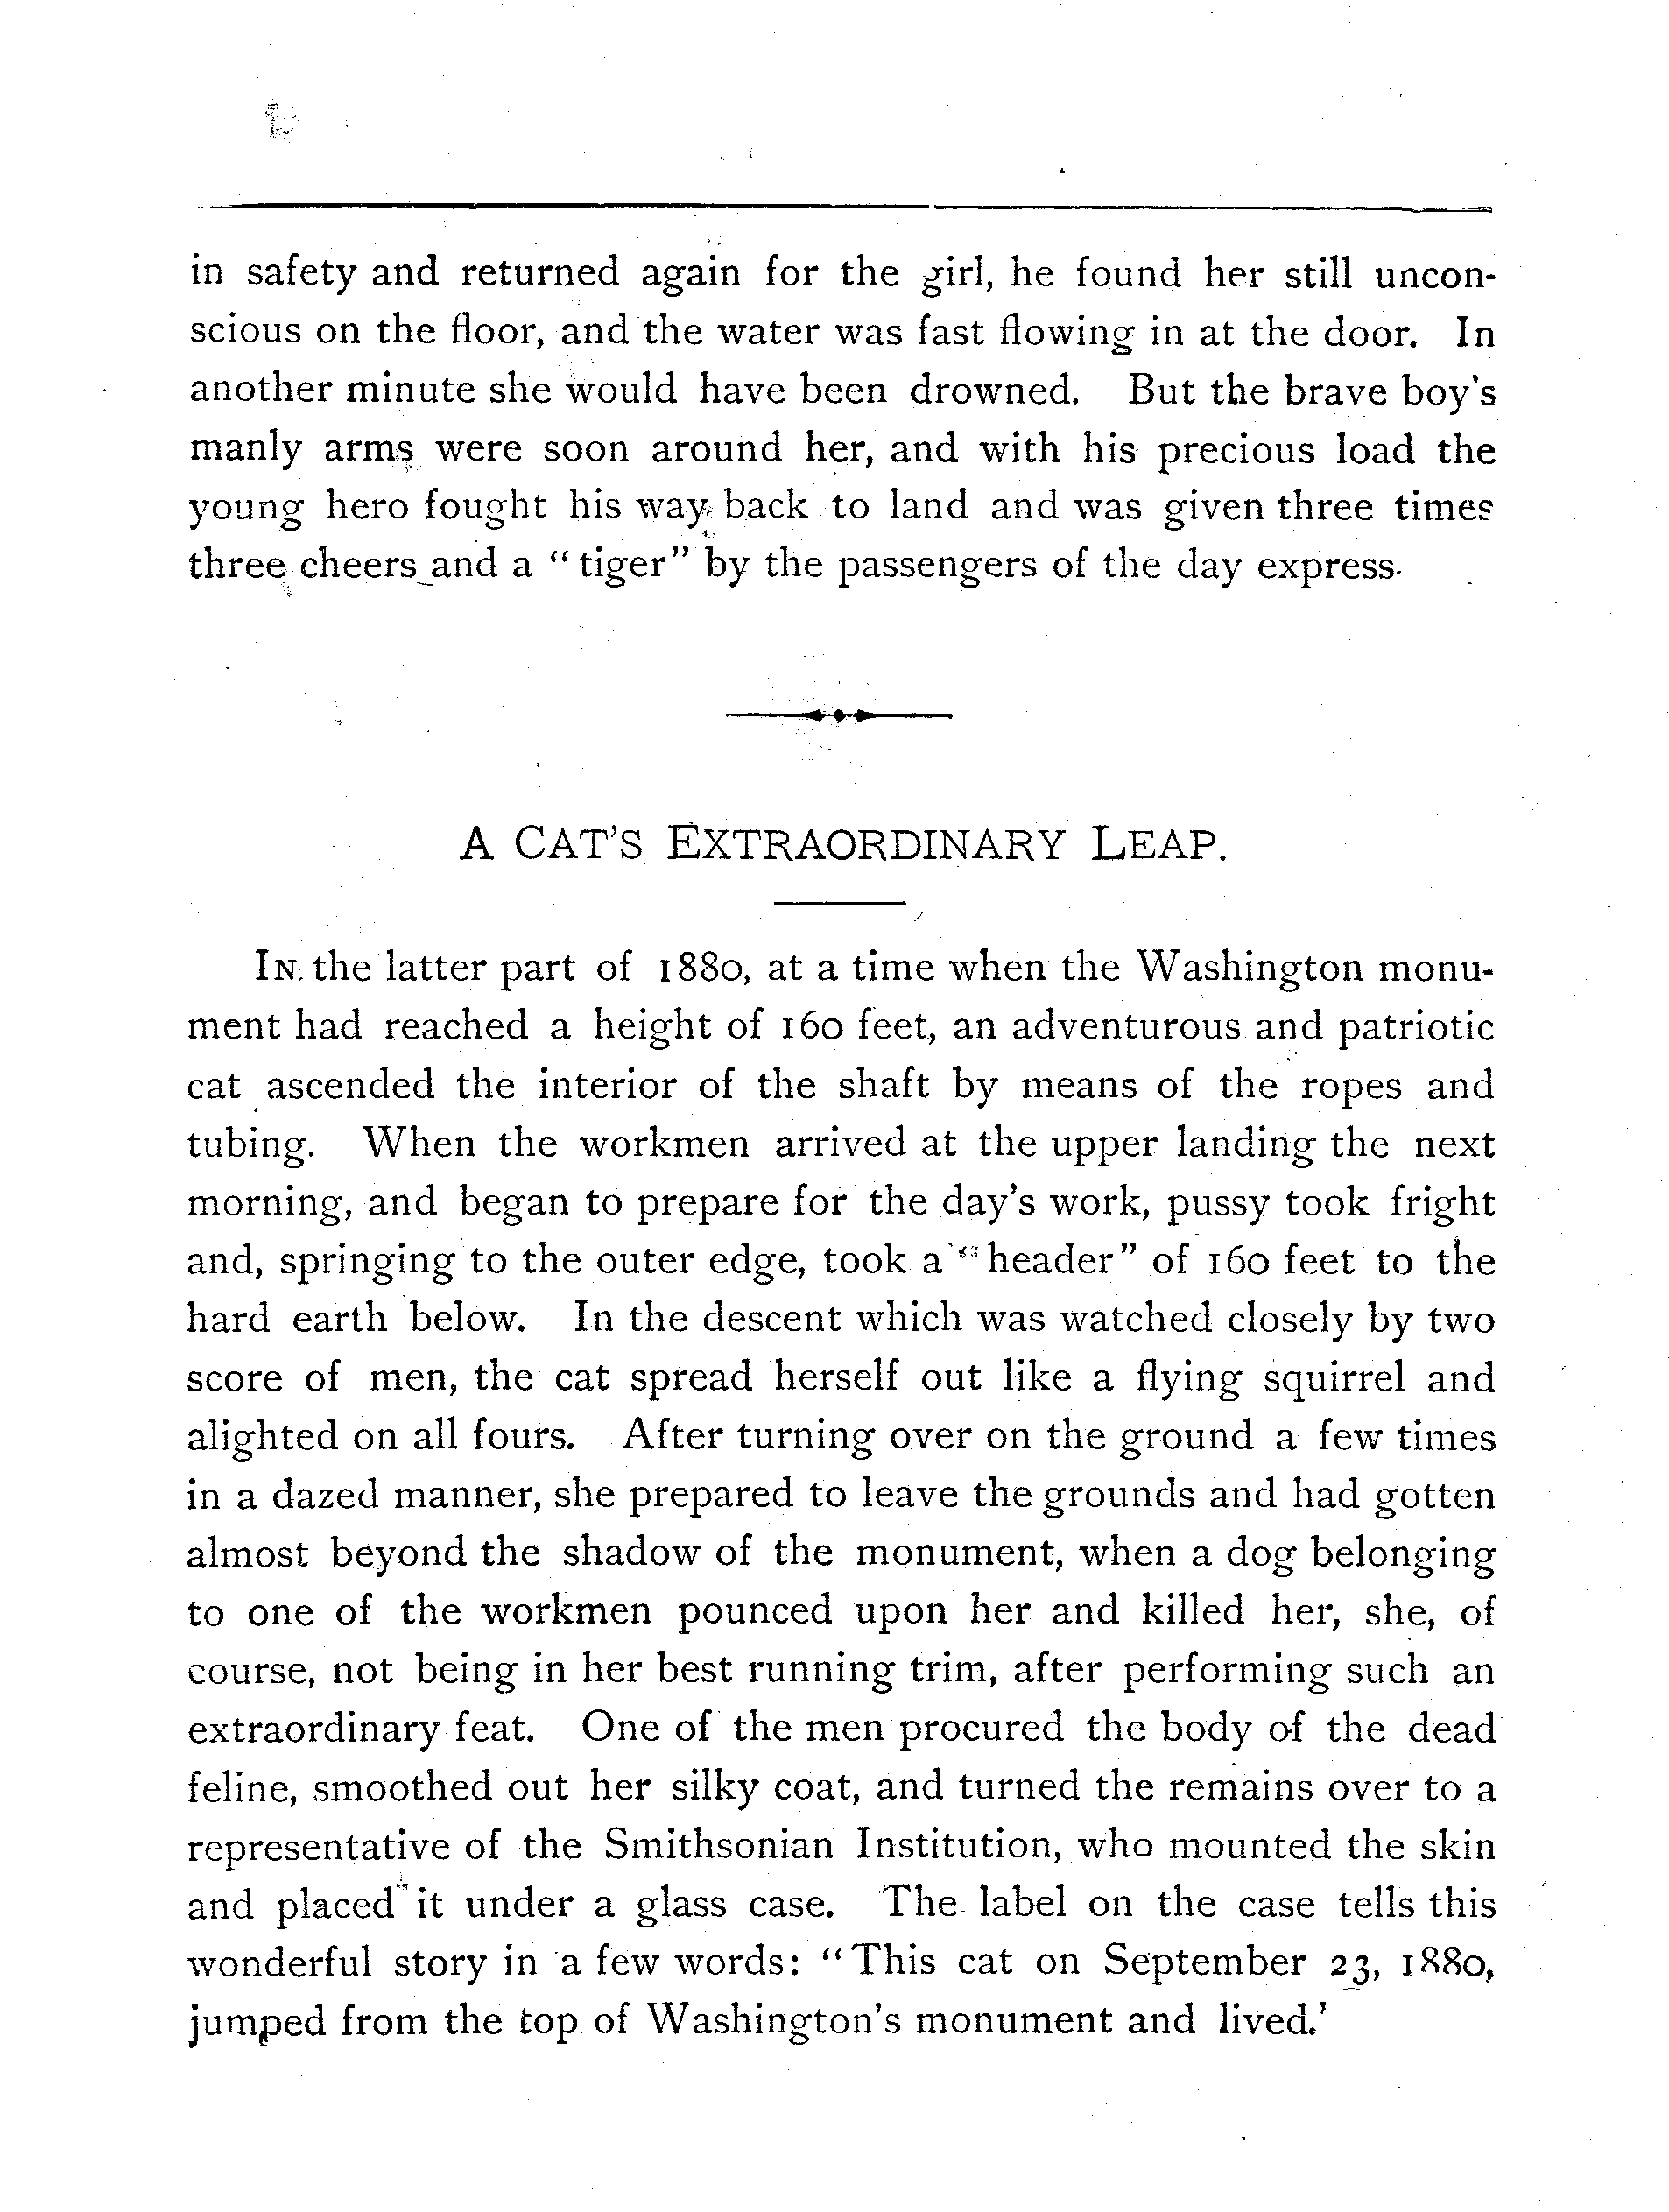 in safety and returned again for the girl, he found her still uncon-
scious on the floor, and the water was fast flowing in at the door. In
another minute she would have been drowned. But the brave boy's
manly arms were soon around her, and with his precious load the
young hero fought his way back to land and was given three times
three cheers and a "tiger" by the passengers of the day express.
A CAT'S EXTRAORDINARY LEAP.
IN the latter part of 1880, at a time when the Washington monu-
ment had reached a height of 160 feet, an adventurous and patriotic
cat ascended the interior of the shaft by means of the ropes and
tubing. When the workmen arrived at the upper landing the next
morning, and began to prepare for the day's work, pussy took fright
and, springing to the outer edge, took a "header" of 160 feet to the
hard earth below. In the descent which was watched closely by two
score of men, the cat spread herself out like a flying squirrel and
alighted on all fours. After turning over on the ground a few times
in a dazed manner, she prepared to leave the grounds and had gotten
almost beyond the shadow of the monument, when a dog belonging
to one of the workmen pounced upon her and killed her, she, of
course, not being in her best running trim, after performing such an
extraordinary feat. One of the men procured the body of the dead
feline, smoothed out her silky coat, and turned the remains over to a
representative of the Smithsonian Institution, who mounted the skin
and placed it under a glass case. The label on the case tells this
wonderful story in a few words: "This cat on September 23, 1880,
jumped from the top of Washington's monument and lived.'